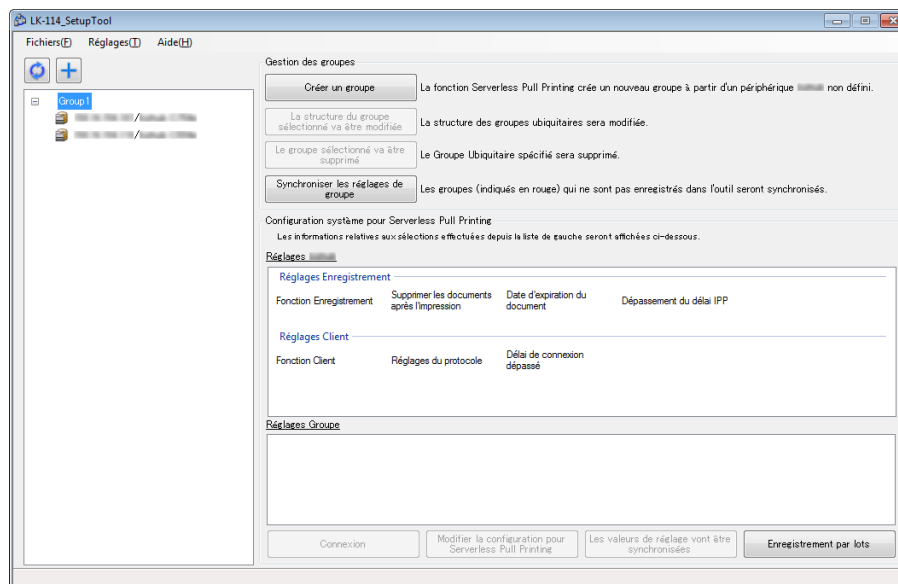 LK-114_SetupTool
Fichiers(F) Réglages(T) Aide(H)
Gestion des groupes
Créer un groupe
La fonction Serverless Pull Printing crée un nouveau groupe à partir d'un périphérique non défini.
Group1
La structure du groupe
sélectionné va être modifiée
La structure des groupes ubiquitaires sera modifiée.
Le groupe sélectionné va être
supprimé
Le Groupe Ubiquitaire spécifié sera supprimé.
Synchroniser les réglages de
groupe
Les groupes (indiqués en rouge) qui ne sont pas enregistrés dans l'outil seront synchronisés.
Configuration système pour Serverless Pull Printing
Les informations relatives aux sélections effectuées depuis la liste de gauche seront affichées ci-dessous.
Réglages
Réglages Enregistrement
Fonction Enregistrement
Supprimer les documents
après l'impression
Date d'expiration du
document
Dépassement du délai IPP
Réglages Client
Fonction Client
Réglages du protocole
Délai de connexion
dépassé
Réglages Groupe
Connexion
Modifier la configuration pour
Serverless Pull Printing
Les valeurs de réglage vont être
synchronisées
Enregistrement par lots